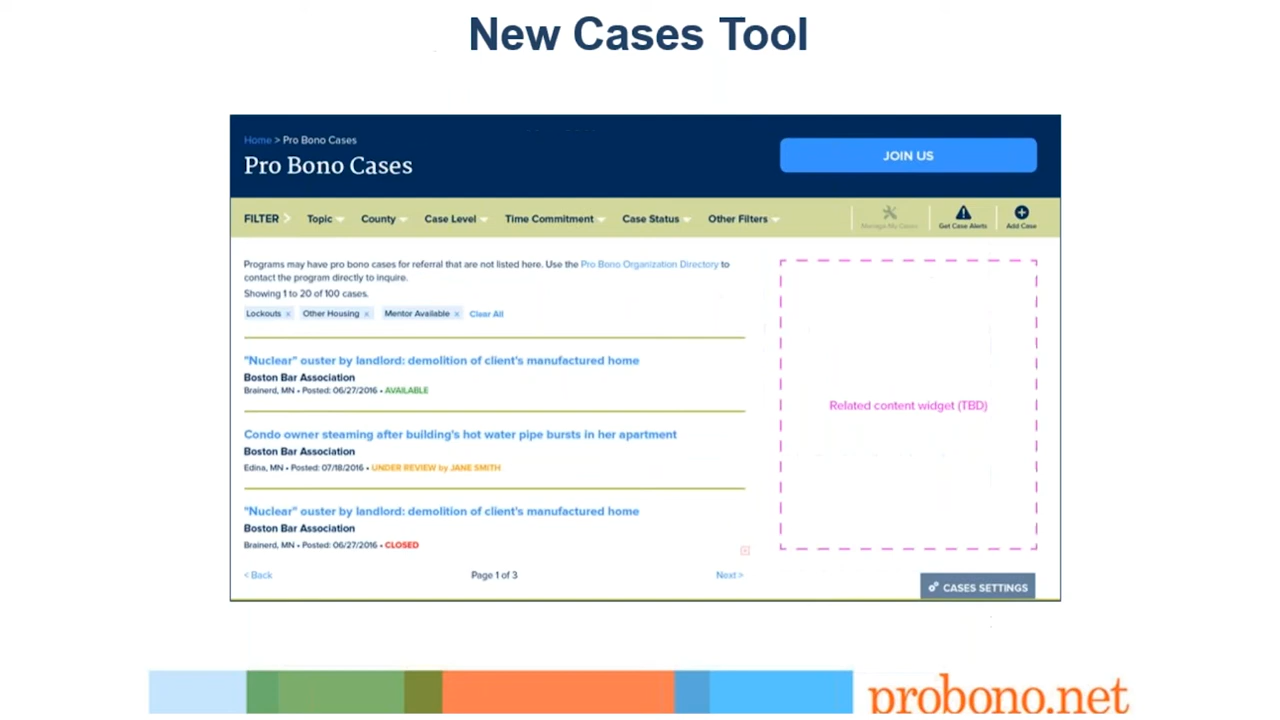 New Cases Tool
Home > Pro Bono Cases
Pro Bono Cases
JOIN US
FILTER Topic County Case Level Time Commitment Case Status Other Filters
Manage My Cases Get Case Alerts Add Case
Programs may have pro bono cases for referral that are not listed here. Use the Pro Bono Organization Directory to
contact the program directly to inquire.
Showing 1 to 20 of 100 cases.
Lockouts × Other Housing × Mentor Available × Clear All
"Nuclear" ouster by landlord: demolition of client's manufactured home
Boston Bar Association
Brainerd, MN • Posted: 06/27/2016 • AVAILABLE
Condo owner steaming after building's hot water pipe bursts in her apartment
Boston Bar Association
Edina, MN • Posted: 07/18/2016 • UNDER REVIEW by JANE SMITH
"Nuclear" ouster by landlord: demolition of client's manufactured home
Boston Bar Association
Brainerd, MN • Posted: 06/27/2016 • CLOSED
< Back Page 1 of 3 Next >
Related content widget (TBD)
CASES SETTINGS
probono.net